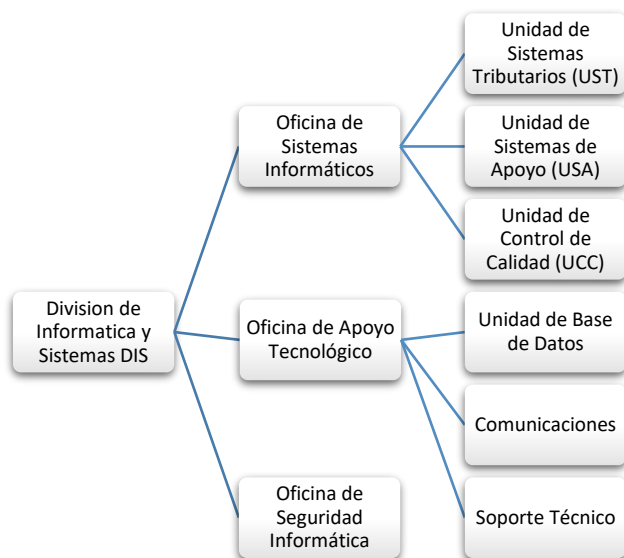 Unidad de
Sistemas
Tributarios (UST)
Oficina de
Sistemas
Informáticos
Unidad de
Sistemas de
Apoyo (USA)
Unidad de
Control de
Calidad (UCC)
Division de
Informatica y
Sistemas DIS
Oficina de Apoyo
Tecnológico
Unidad de Base
de Datos
Comunicaciones
Oficina de
Seguridad
Informática
Soporte Técnico